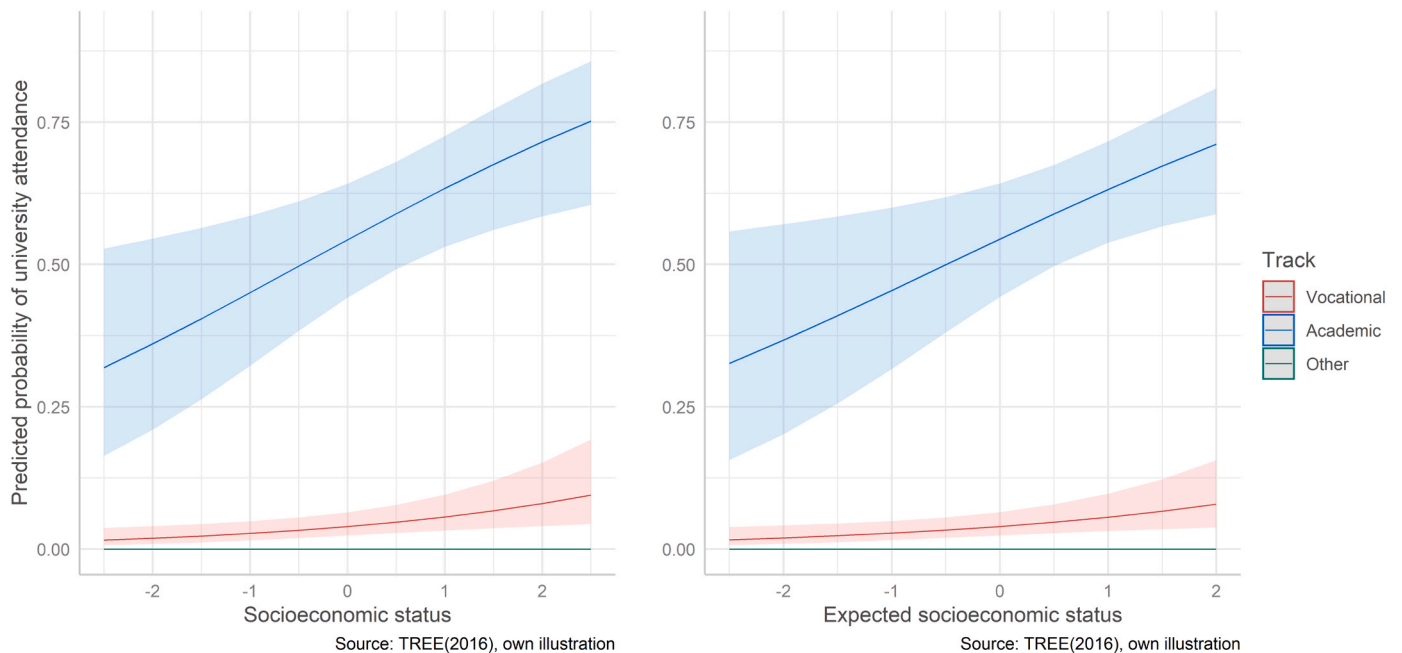 Predicted probability of university attendance
0.75
0.50
0.25
0.00
-2 -1 0 1 2
Socioeconomic status
Source: TREE(2016), own illustration
0.75
0.50
0.25
0.00
-2 -1 0 1 2
Expected socioeconomic status
Source: TREE(2016), own illustration
Track
Vocational
Academic
Other